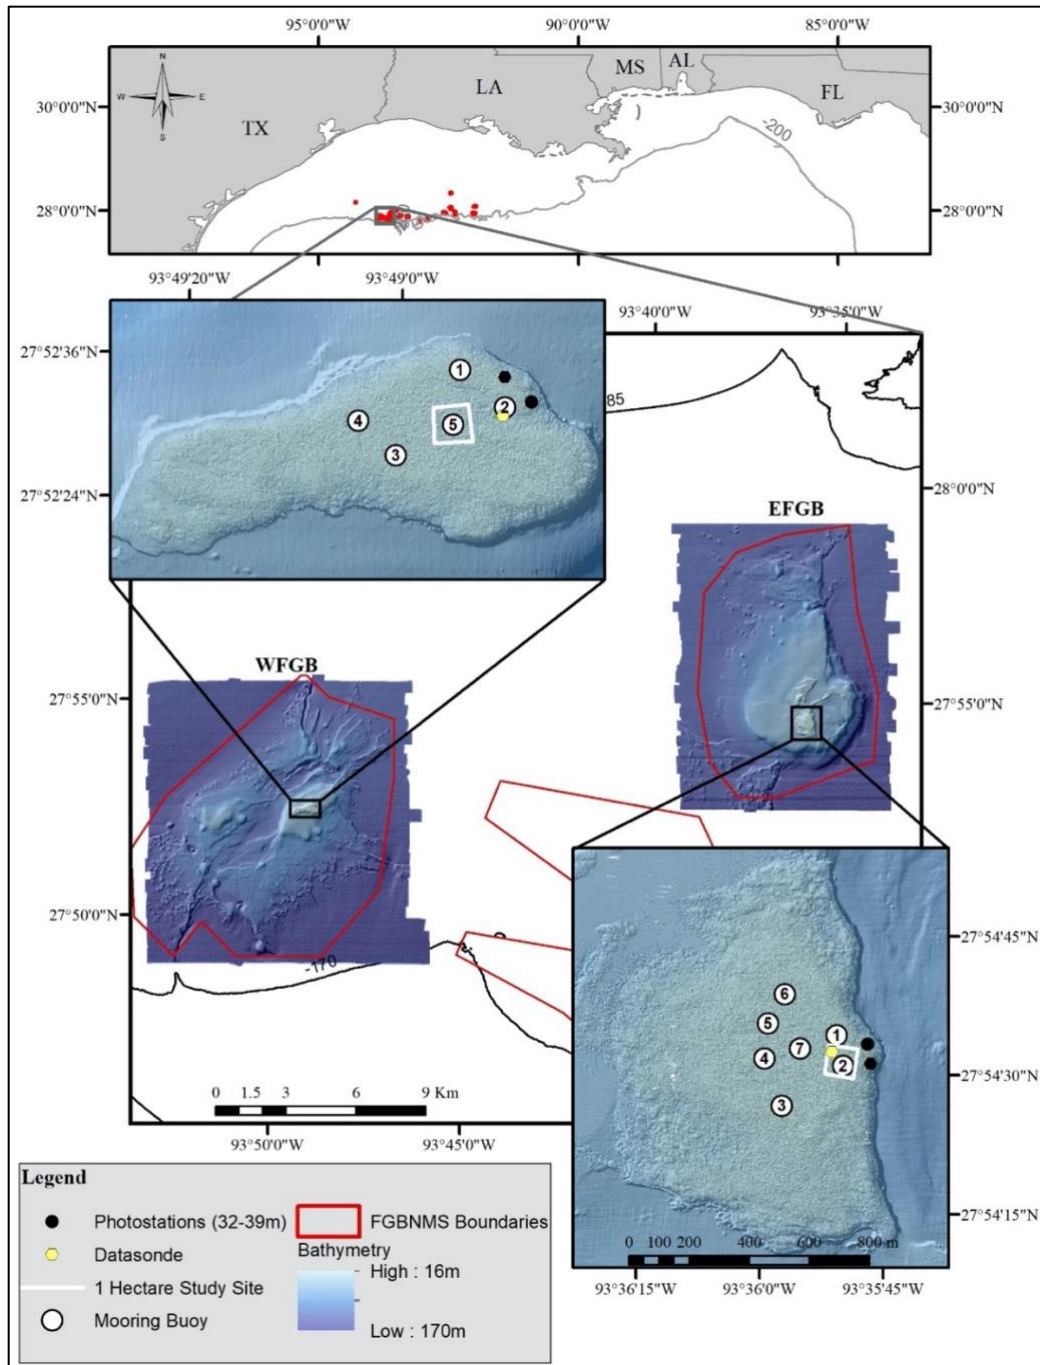 95°0'0"W 90°0'0"W 85°0'0"W
N
W E
S
30°0'0"N 30°0'0"N
28°0'0"N 28°0'0"N
TX LA MS AL FL
-200
93°49'20"W 93°49'0"W
93°40'0"W 93°35'0"W
27°52'36"N
27°52'24"N
1
2
4
5
3
85
28°0'0"N
EFGB
WFGB
27°55'0"N 27°55'0"N
27°50'0"N
-170
27°54'45"N
27°54'30"N
27°54'15"N
6
5
1
7
4
2
3
0 1.5 3 6 9 Km
93°50'0"W 93°45'0"W
0 100 200 400 600 800 m
93°36'15"W 93°36'0"W 93°35'45"W
Legend
Photostations (32-39m)
Datasonde
1 Hectare Study Site
Mooring Buoy
FGBNMS Boundaries
Bathymetry
High : 16m
Low : 170m